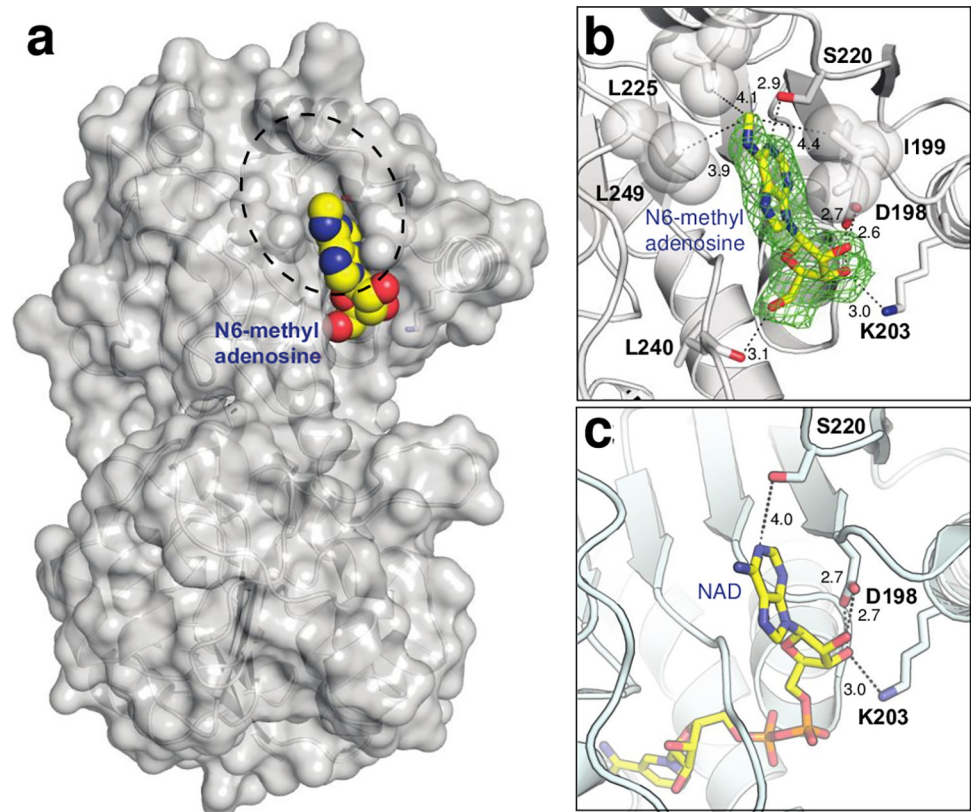 a
N6-methyl
adenosine
b
S220
L225
2.9
4.1
4.4
I199
3.9
L249
2.7
D198
N6-methyl
adenosine
2.6
3.0
K203
L240
3.1
c
S220
4.0
2.7
NAD
D198
2.7
3.0
K203